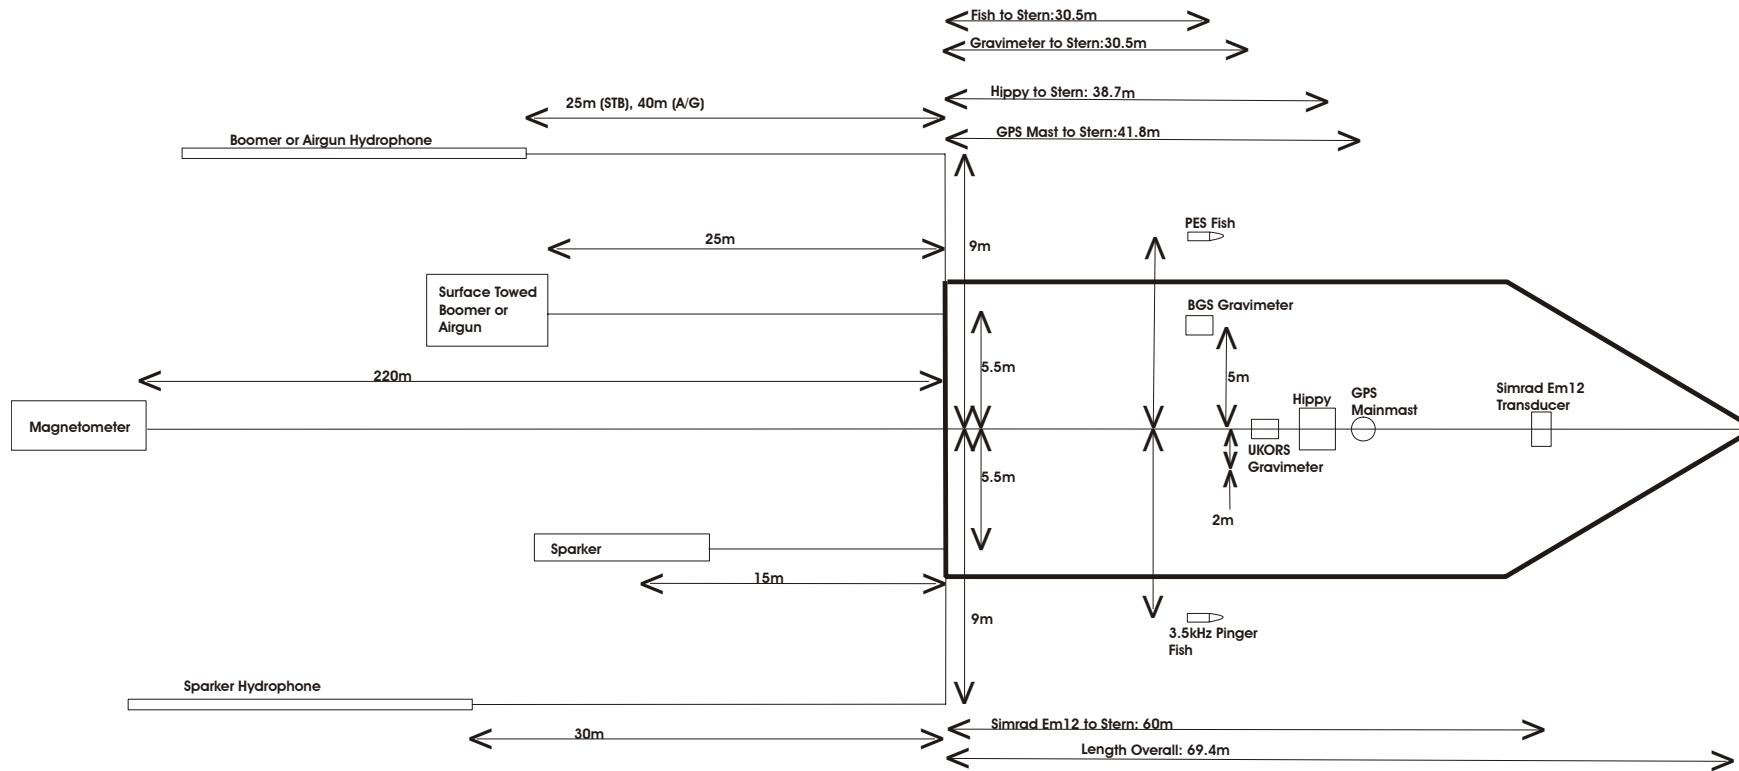 Fish to Stern:30.5m
Gravimeter to Stern:30.5m
Hippy to Stern: 38.7m
25m (STB), 40m (A/G)
GPS Mast to Stern:41.8m
Boomer or Airgun Hydrophone
PES Fish
25m
9m
Surface Towed
Boomer or
Airgun
BGS Gravimeter
5.5m
220m
5m
Simrad Em12
Transducer
GPS
Mainmast
Hippy
Magnetometer
UKORS
Gravimeter
5.5m
2m
Sparker
15m
9m
3.5kHz Pinger
Fish
Sparker Hydrophone
30m
Simrad Em12 to Stern: 60m
Length Overall: 69.4m